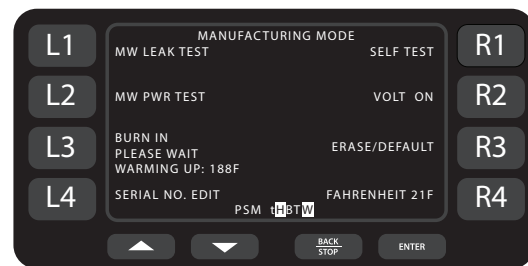 MANUFACTURING MODE
L1 MW LEAK TEST SELF TEST R1
L2 MW PWR TEST VOLT ON R2
BURN IN
L3 PLEASE WAIT ERASE/DEFAULT R3
WARMING UP: 188F
L4 SERIAL NO. EDIT FAHRENHEIT 21F R4
PSM tHBTW
BACK
STOP
ENTER